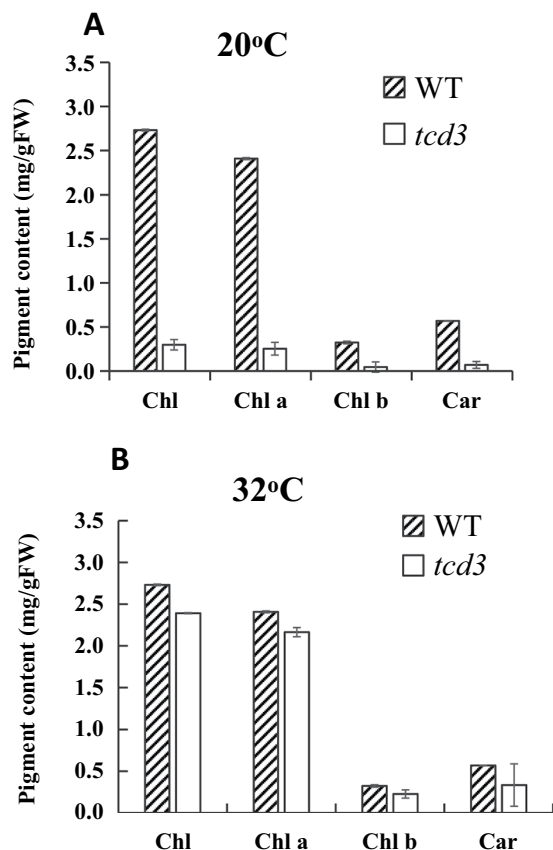 A
20°C
Pigment content (mg/gFW)
3.5
3.0
2.5
2.0
1.5
1.0
0.5
0.0
WT
tcd3
Chl Chl a Chl b Car
B
32°C
Pigment content (mg/gFW)
3.5
3.0
2.5
2.0
1.5
1.0
0.5
0.0
WT
tcd3
Chl Chl a Chl b Car